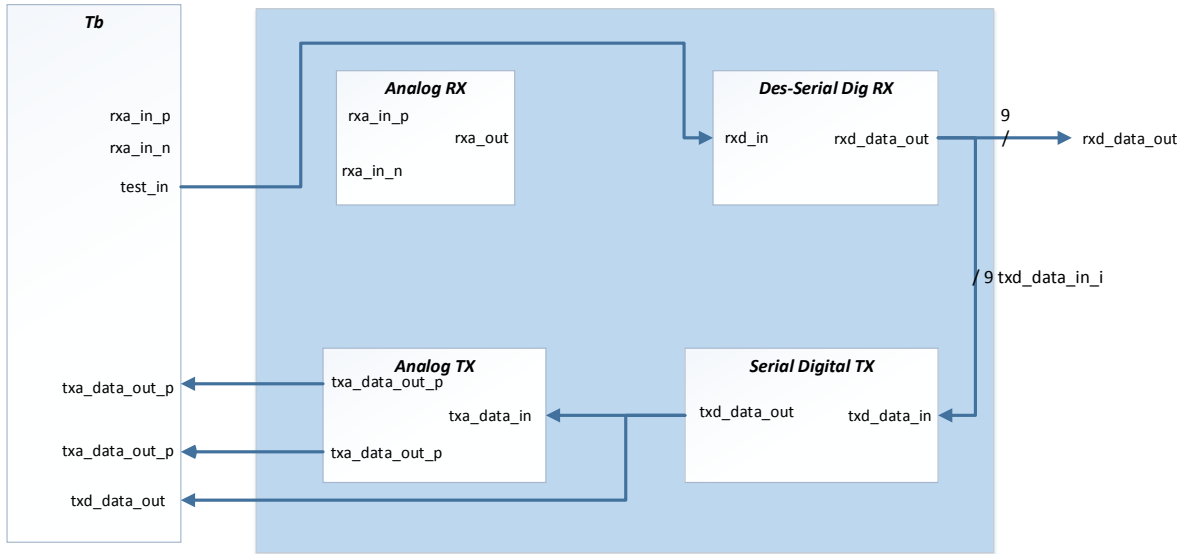 Tb
rxa_in_p
rxa_in_n
test_in
txa_data_out_p
txa_data_out_p
txd_data_out
Analog RX
rxa_in_p
rxa_out
rxa_in_n
Des-Serial Dig RX
rxd_in
rxd_data_out
9
/
rxd_data_out
/ 9 txd_data_in_i
Analog TX
txa_data_out_p
txa_data_in
txa_data_out_p
Serial Digital TX
txd_data_out
txd_data_in